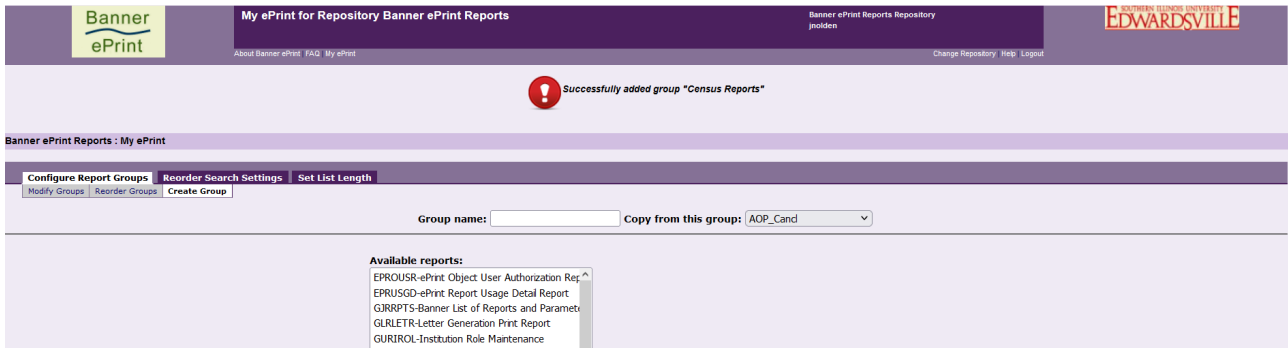 Banner
ePrint
My ePrint for Repository Banner ePrint Reports
Banner ePrint Reports Repository
jnolden
SOUTHERN ILLINOIS UNIVERSITY
EDWARDSVILLE
About Banner ePrint | FAQ | My ePrint
Change Repository | Help | Logout
Successfully added group "Census Reports"
Banner ePrint Reports : My ePrint
Configure Report Groups Reorder Search Settings Set List Length
Modify Groups Reorder Groups Create Group
Group name: Copy from this group: AOP_Cancl
Available reports:
EPROUSR-ePrint Object User Authorization Rep
EPRUSGD-ePrint Report Usage Detail Report
GJRRPTS-Banner List of Reports and Paramete
GLRLETR-Letter Generation Print Report
GURIROL-Institution Role Maintenance